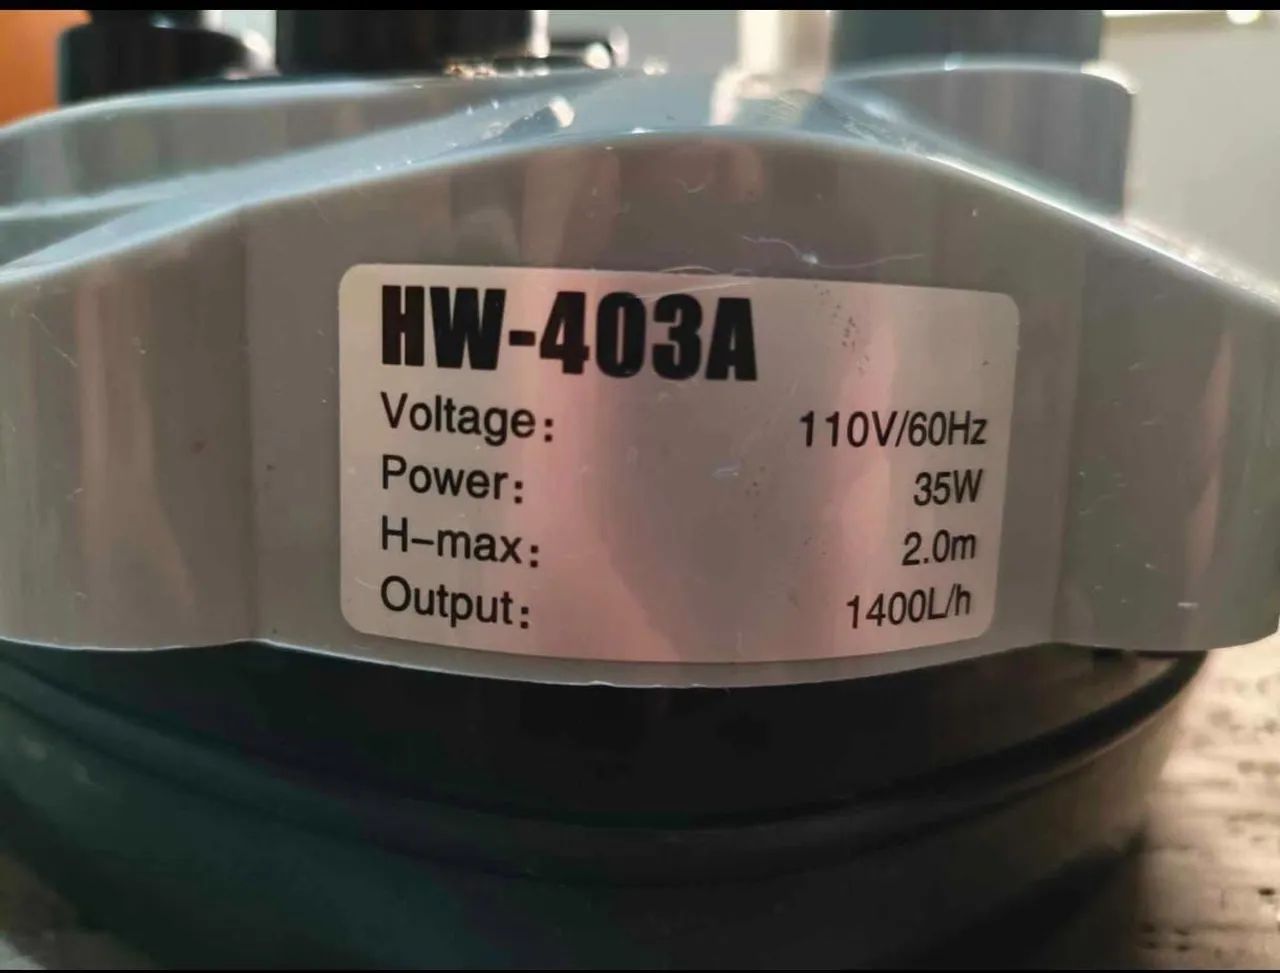 HW-403A
Voltage: 110V/60Hz
Power: 35W
H-max: 2.0m
Output: 1400L/h